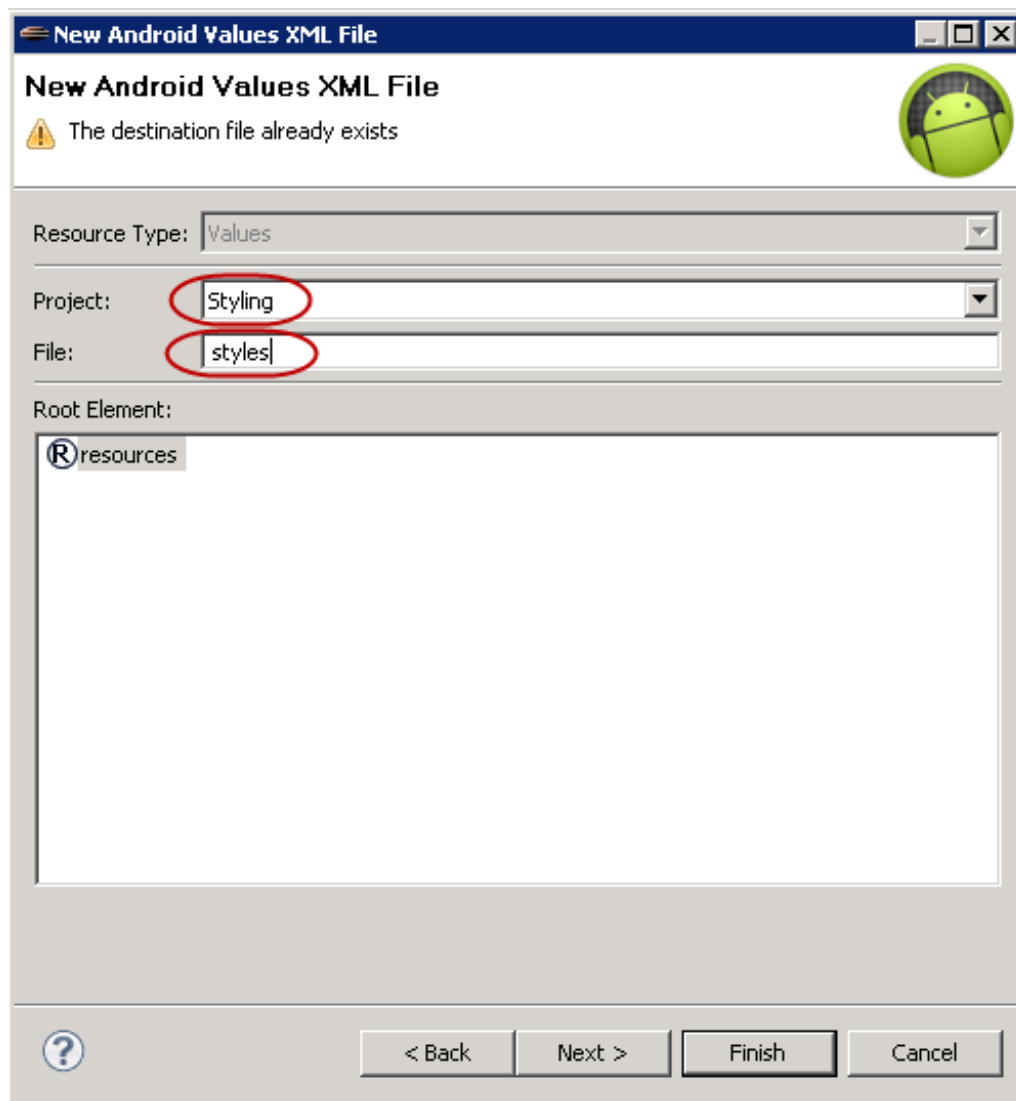 New Android Values XML File
New Android Values XML File
The destination file already exists
Resource Type: Values
Project: Styling
File: styles
Root Element:
R resources
? < Back Next > Finish Cancel